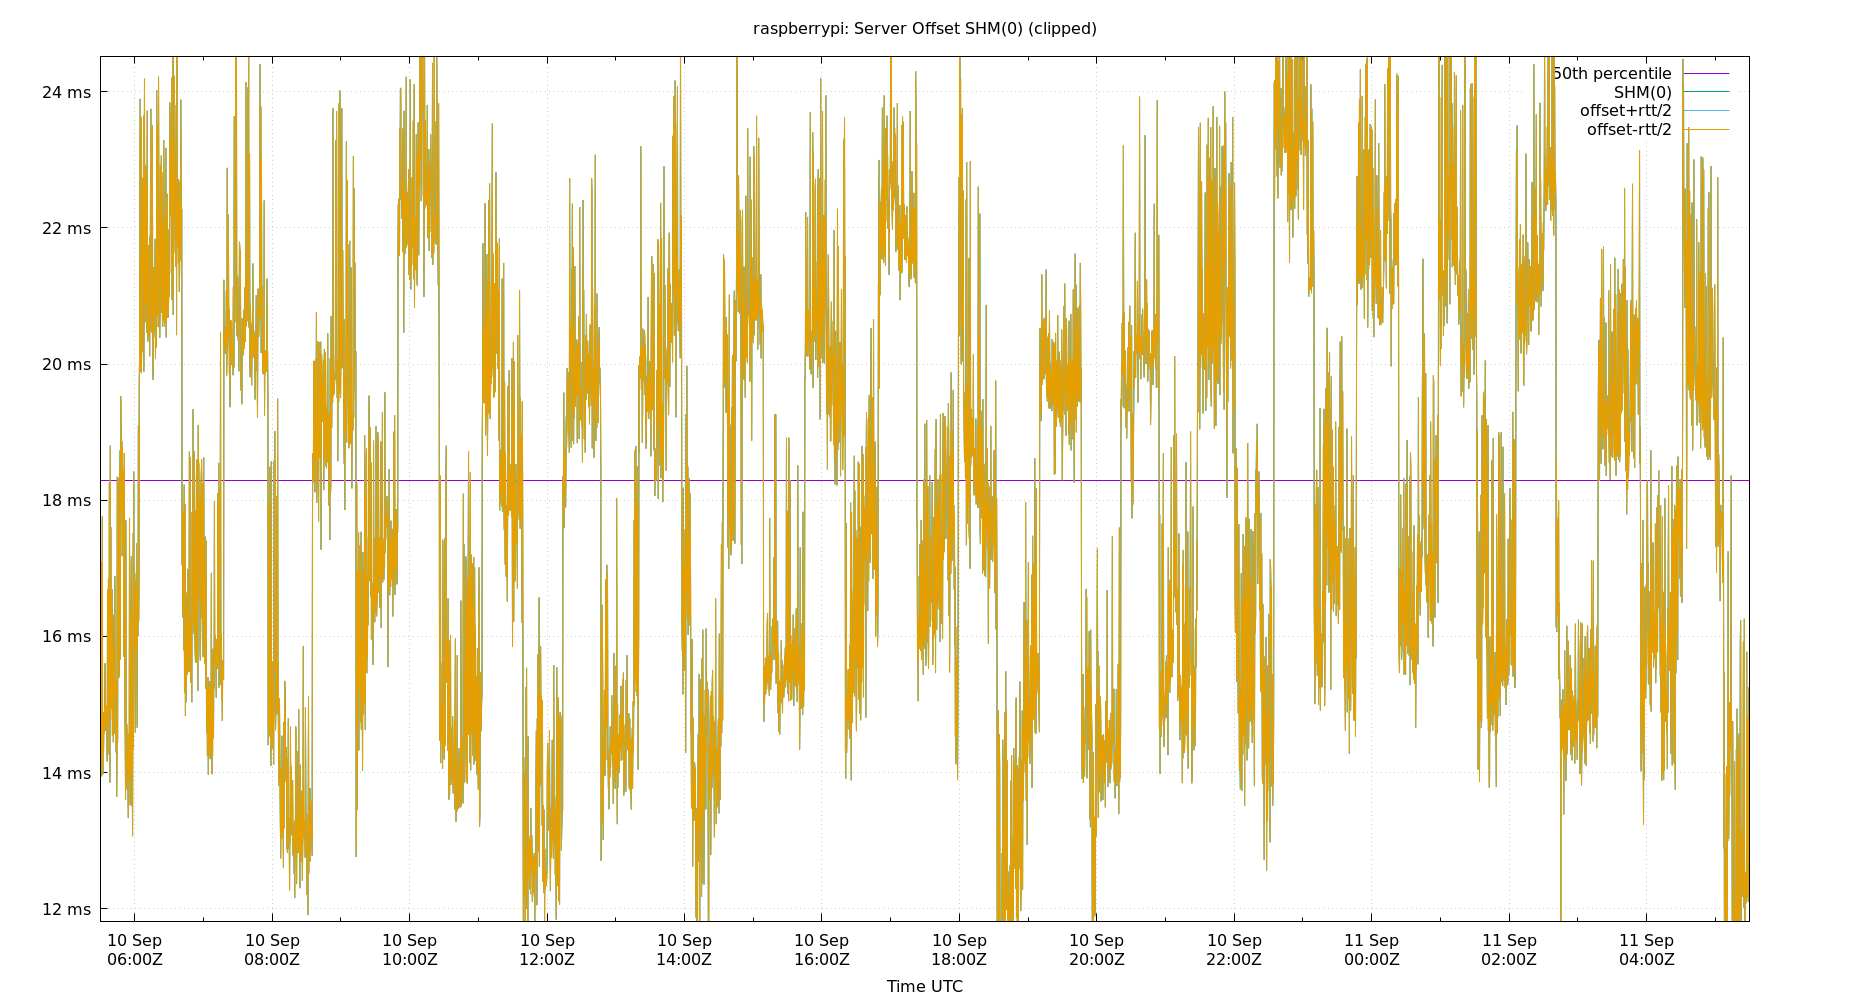 raspberrypi: Server Offset SHM(0) (clipped)
50th percentile
SHM(0)
offset+rtt/2
offset-rtt/2
24 ms
22 ms
20 ms
18 ms
16 ms
14 ms
12 ms
10 Sep 10 Sep 10 Sep 10 Sep 10 Sep 10 Sep 10 Sep 10 Sep 10 Sep 11 Sep 11 Sep 11 Sep
06:00Z 08:00Z 10:00Z 12:00Z 14:00Z 16:00Z 18:00Z 20:00Z 22:00Z 00:00Z 02:00Z 04:00Z
Time UTC